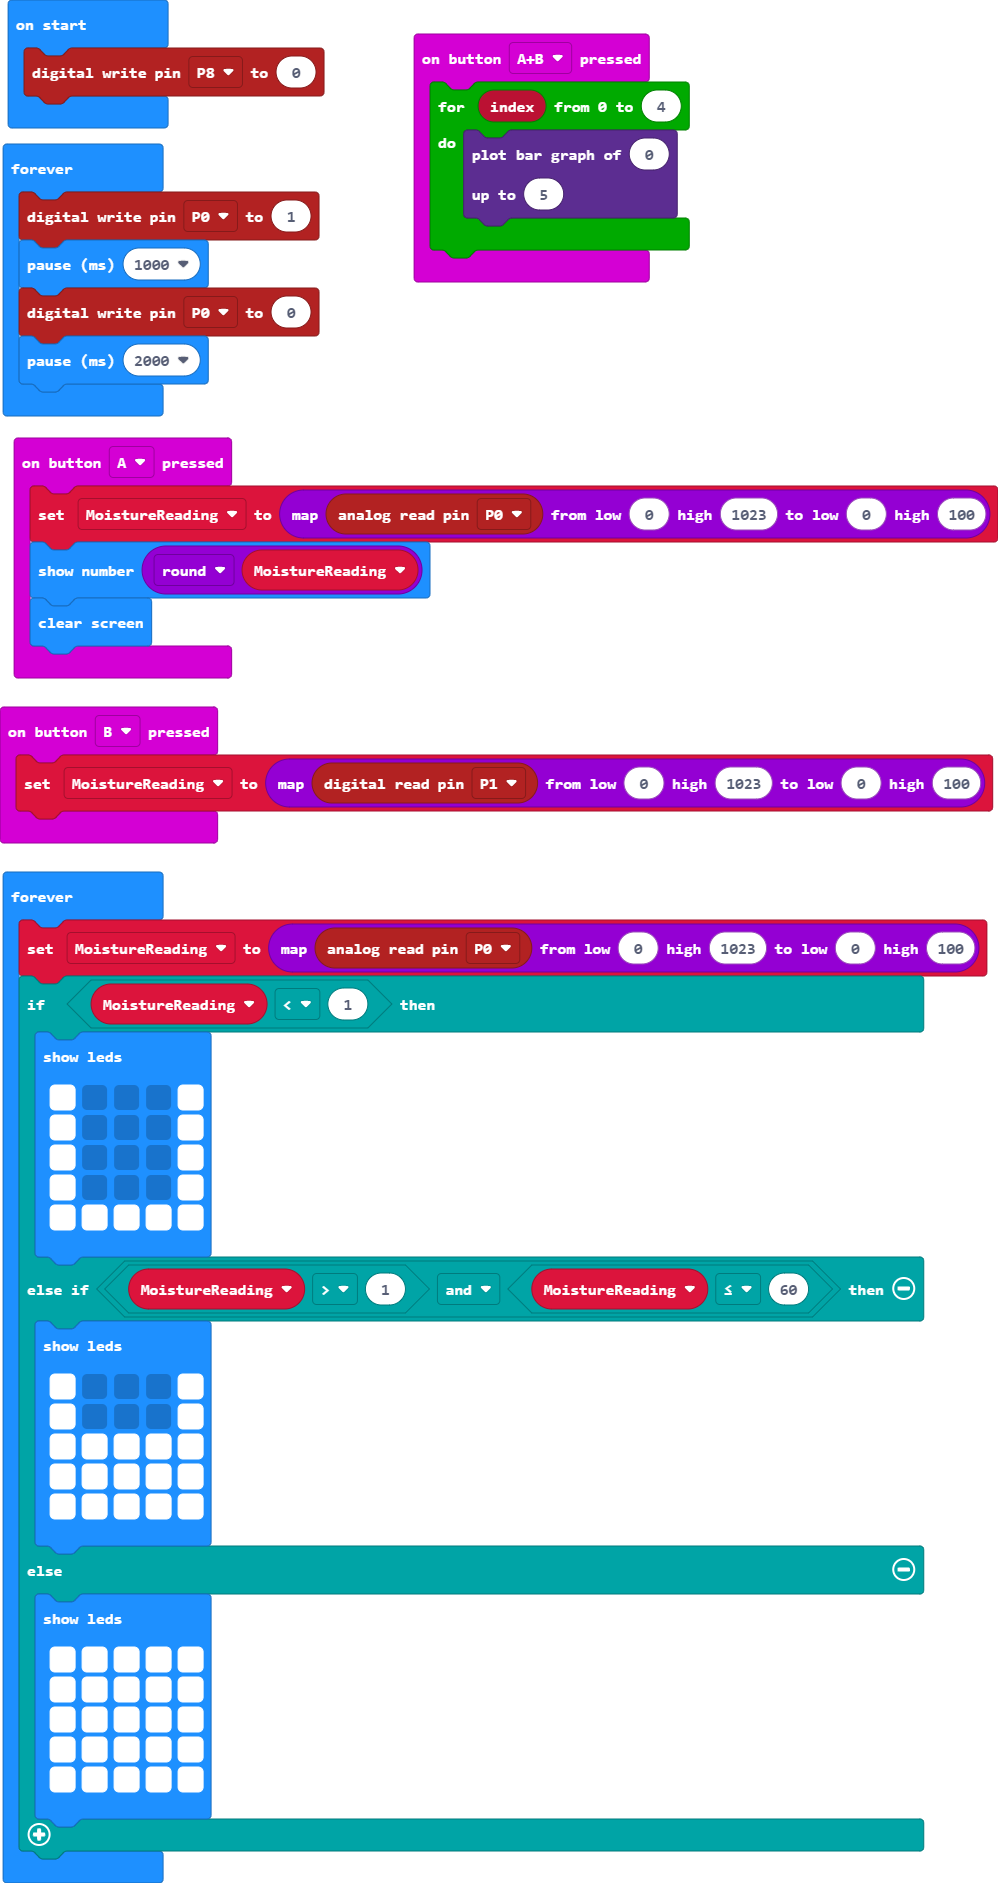 on start
digital write pin P8 to 0
on button A+B pressed
for index from 0 to 4
do
plot bar graph of 0
up to 5
forever
digital write pin P0 to 1
pause (ms) 1000
digital write pin P0 to 0
pause (ms) 2000
on button A pressed
set MoistureReading to map analog read pin P0 from low 0 high 1023 to low 0 high 100
show number round MoistureReading
clear screen
on button B pressed
set MoistureReading to map digital read pin P1 from low 0 high 1023 to low 0 high 100
forever
set MoistureReading to map analog read pin P0 from low 0 high 1023 to low 0 high 100
if MoistureReading < 1 then
show leds
else if MoistureReading > 1 and MoistureReading ≤ 60 then
show leds
else
show leds